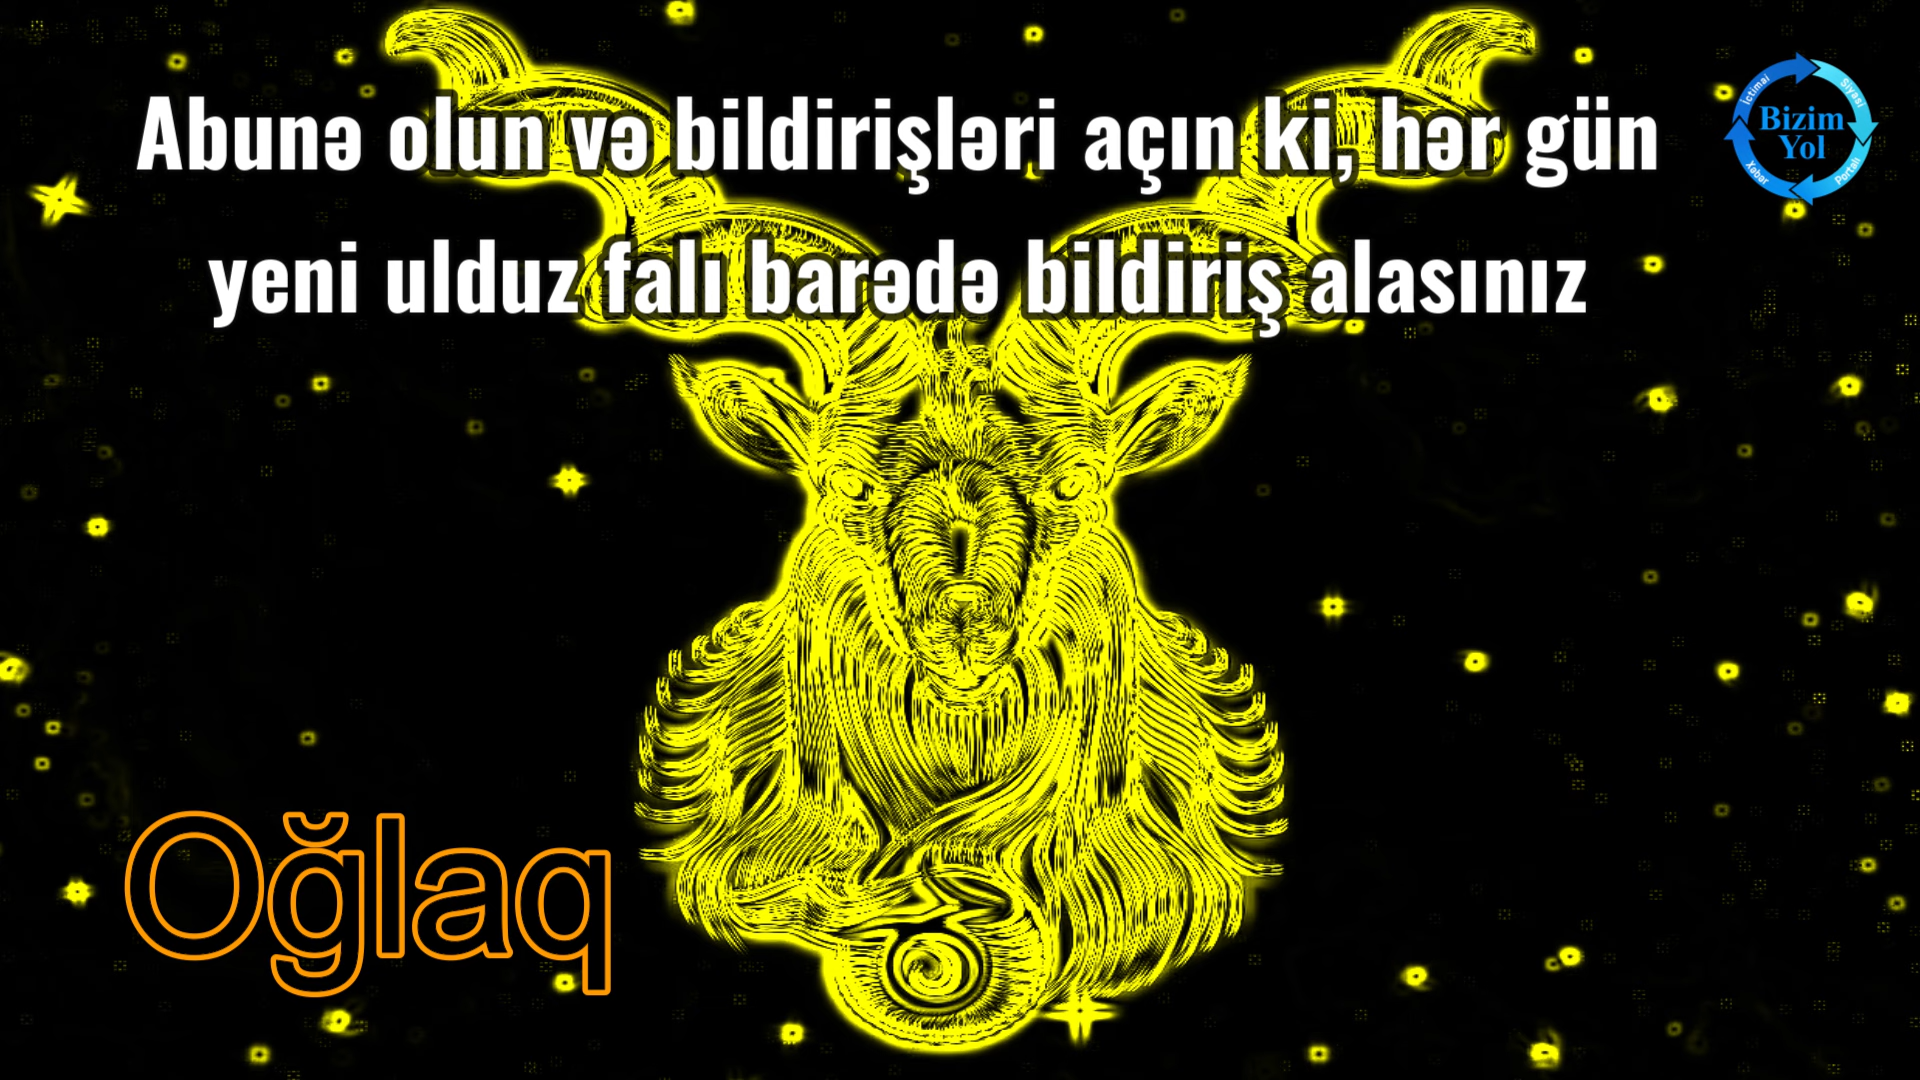 Abunə olun və bildirişləri açın ki, hər gün
yeni ulduz falı barədə bildiriş alasınız
İctimai
Siyasi
Bizim
Yol
Xəbər
Portalı
Oğlaq